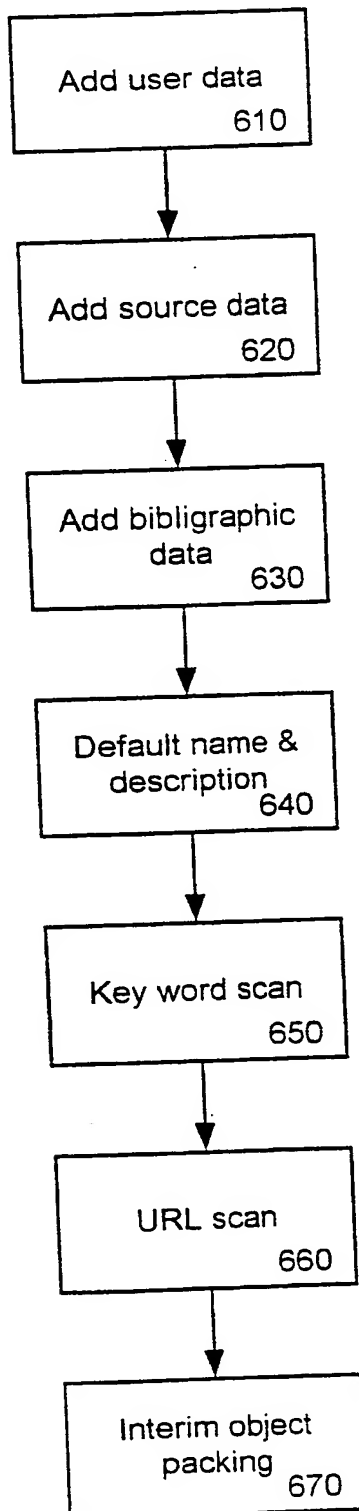 Add user data
610
Add source data
620
Add bibligraphic
data
630
Default name &
description
640
Key word scan
650
URL scan
660
Interim object
packing
670